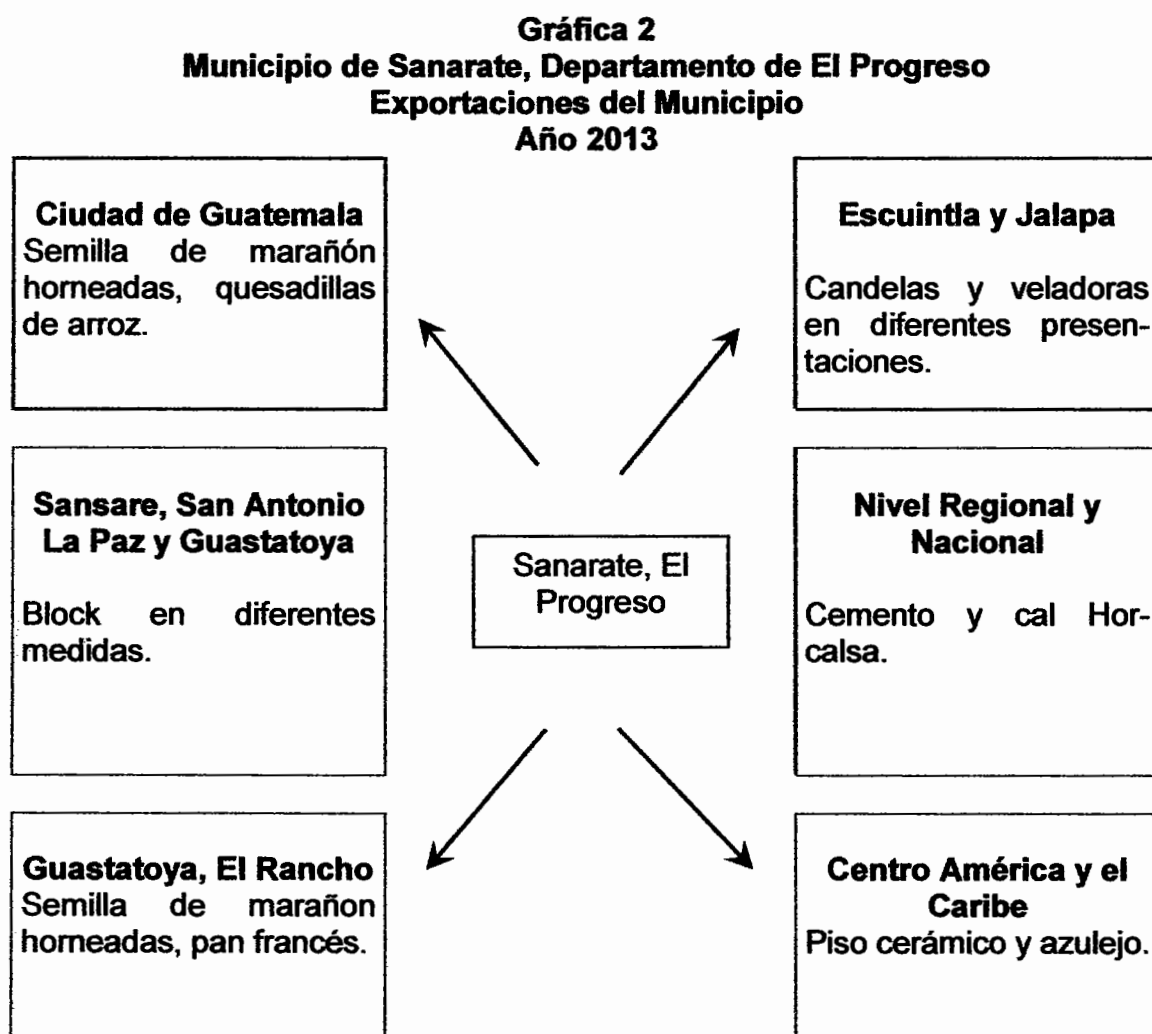 Gráfica 2
Municipio de Sanarate, Departamento de El Progreso
Exportaciones del Municipio
Año 2013
Ciudad de Guatemala
Semilla de marañón
horneadas, quesadillas
de arroz.
Escuintla y Jalapa
Candelas y veladoras
en diferentes presen-
taciones.
Sansare, San Antonio
La Paz y Guastatoya
Block en diferentes
medidas.
Sanarate, El
Progreso
Nivel Regional y
Nacional
Cemento y cal Hor-
calsa.
Guastatoya, El Rancho
Semilla de marañon
horneadas, pan francés.
Centro América y el
Caribe
Piso cerámico y azulejo.